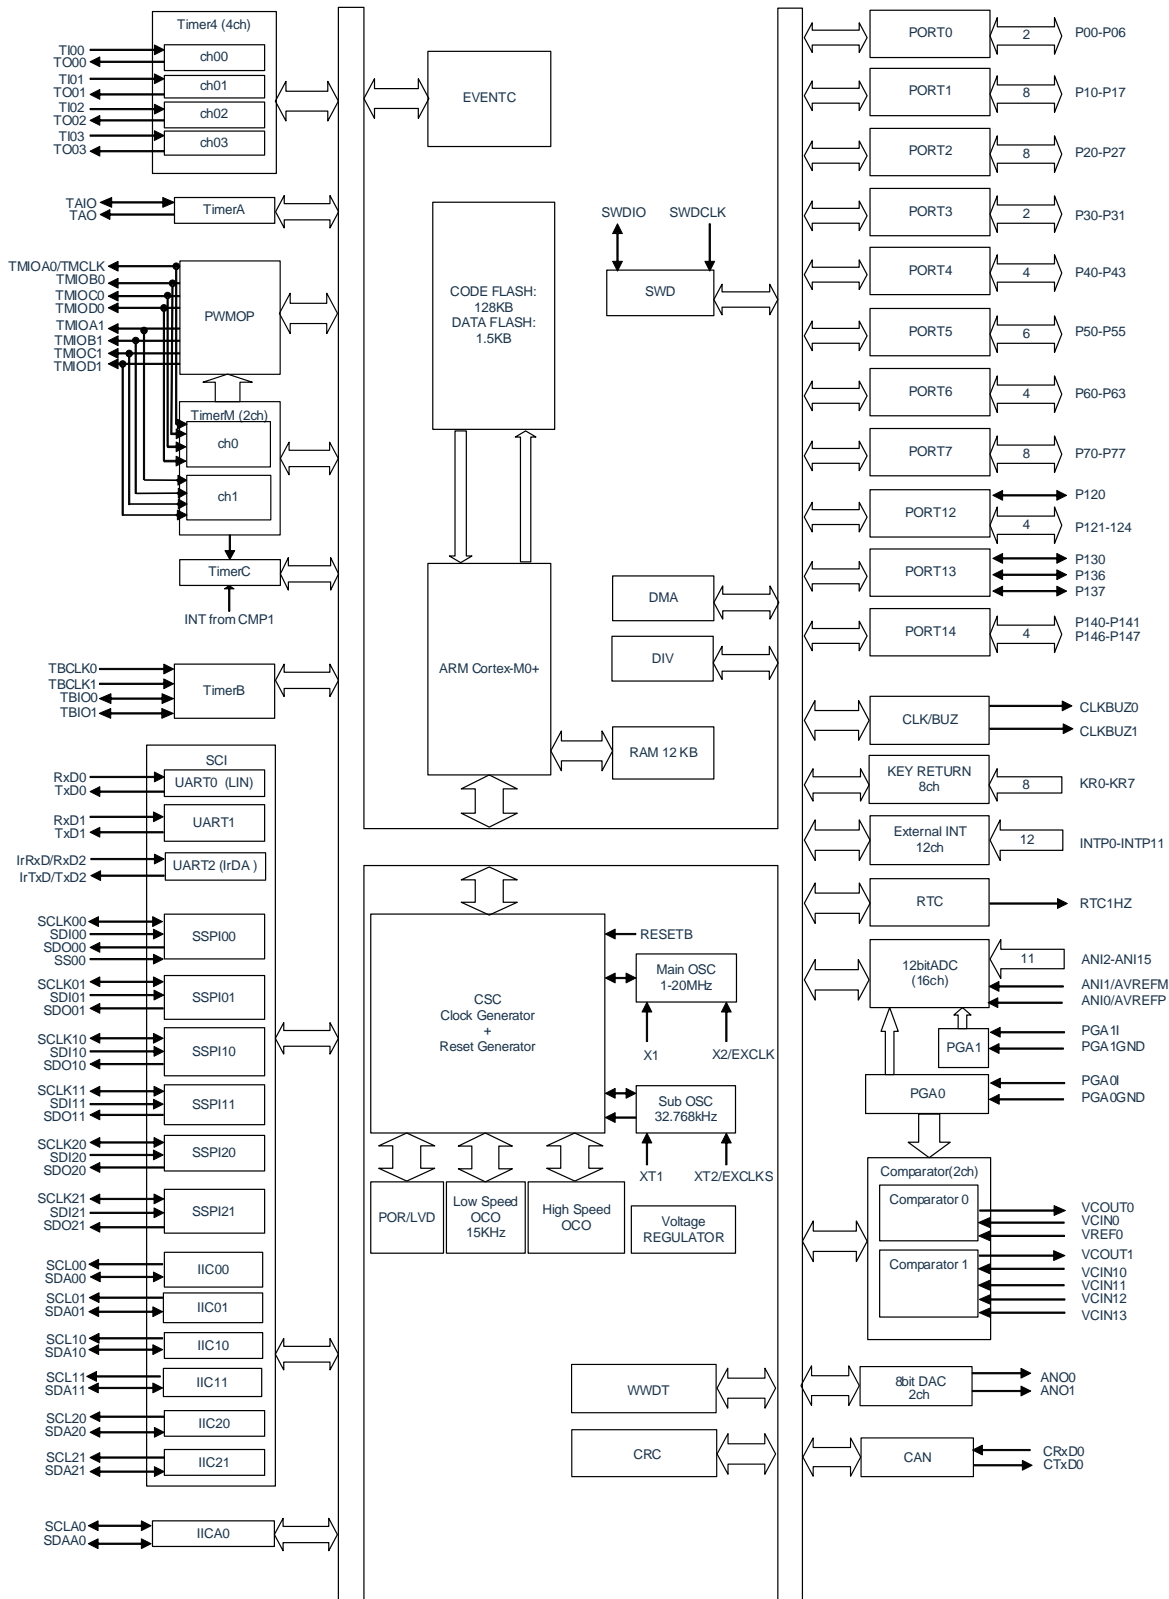 Timer4 (4ch)
TI00
TO00
ch00
TI01
TO01
ch01
TI02
TO02
ch02
TI03
TO03
ch03
TAIO
TAO
TimerA
TMIOA0/TMCLK
TMIOB0
TMIOC0
TMIOD0
TMIOA1
TMIOB1
TMIOC1
TMIOD1
PWMOP
TimerM (2ch)
ch0
ch1
TimerC
INT from CMP1
TBCLK0
TBCLK1
TBIO0
TBIO1
TimerB
SCI
RxD0
TxD0
UART0 (LIN)
RxD1
TxD1
UART1
IrRxD/RxD2
IrTxD/TxD2
UART2 (IrDA )
SCLK00
SDI00
SDO00
SS00
SSPI00
SCLK01
SDI01
SDO01
SSPI01
SCLK10
SDI10
SDO10
SSPI10
SCLK11
SDI11
SDO11
SSPI11
SCLK20
SDI20
SDO20
SSPI20
SCLK21
SDI21
SDO21
SSPI21
SCL00
SDA00
IIC00
SCL01
SDA01
IIC01
SCL10
SDA10
IIC10
SCL11
SDA11
IIC11
SCL20
SDA20
IIC20
SCL21
SDA21
IIC21
SCLA0
SDAA0
IICA0
EVENTC
CODE FLASH:
128KB
DATA FLASH:
1.5KB
SWDIO
SWDCLK
SWD
ARM Cortex-M0+
DMA
DIV
RAM 12 KB
CSC
Clock Generator
+
Reset Generator
RESETB
Main OSC
1-20MHz
X1
X2/EXCLK
Sub OSC
32.768kHz
XT1
XT2/EXCLKS
POR/LVD
Low Speed
OCO
15KHz
High Speed
OCO
Voltage
REGULATOR
WWDT
CRC
PORT0
2
P00-P06
PORT1
8
P10-P17
PORT2
8
P20-P27
PORT3
2
P30-P31
PORT4
4
P40-P43
PORT5
6
P50-P55
PORT6
4
P60-P63
PORT7
8
P70-P77
PORT12
P120
4
P121-124
PORT13
P130
P136
P137
PORT14
4
P140-P141
P146-P147
CLK/BUZ
CLKBUZ0
CLKBUZ1
KEY RETURN
8ch
8
KR0-KR7
External INT
12ch
12
INTP0-INTP11
RTC
RTC1HZ
12bitADC
(16ch)
11
ANI2-ANI15
ANI1/AVREFM
ANI0/AVREFP
PGA1
PGA1I
PGA1GND
PGA0
PGA0I
PGA0GND
Comparator(2ch)
Comparator 0
VCOUT0
VCIN0
VREF0
Comparator 1
VCOUT1
VCIN10
VCIN11
VCIN12
VCIN13
8bit DAC
2ch
ANO0
ANO1
CAN
CRxD0
CTxD0